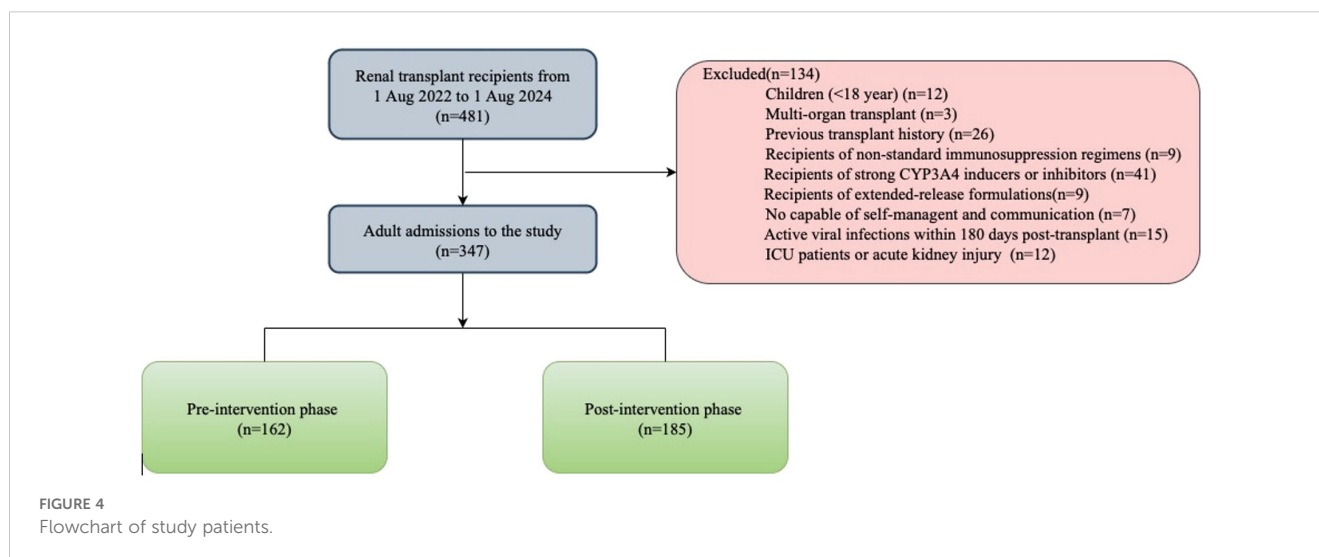 Renal transplant recipients from
1 Aug 2022 to 1 Aug 2024
(n=481)
Excluded(n=134)
Children (<18 year) (n=12)
Multi-organ transplant (n=3)
Previous transplant history (n=26)
Recipients of non-standard immunosuppression regimens (n=9)
Recipients of strong CYP3A4 inducers or inhibitors (n=41)
Recipients of extended-release formulations(n=9)
No capable of self-managent and communication (n=7)
Active viral infections within 180 days post-transplant (n=15)
ICU patients or acute kidney injury (n=12)
Adult admissions to the study
(n=347)
Pre-intervention phase
(n=162)
Post-intervention phase
(n=185)
FIGURE 4
Flowchart of study patients.